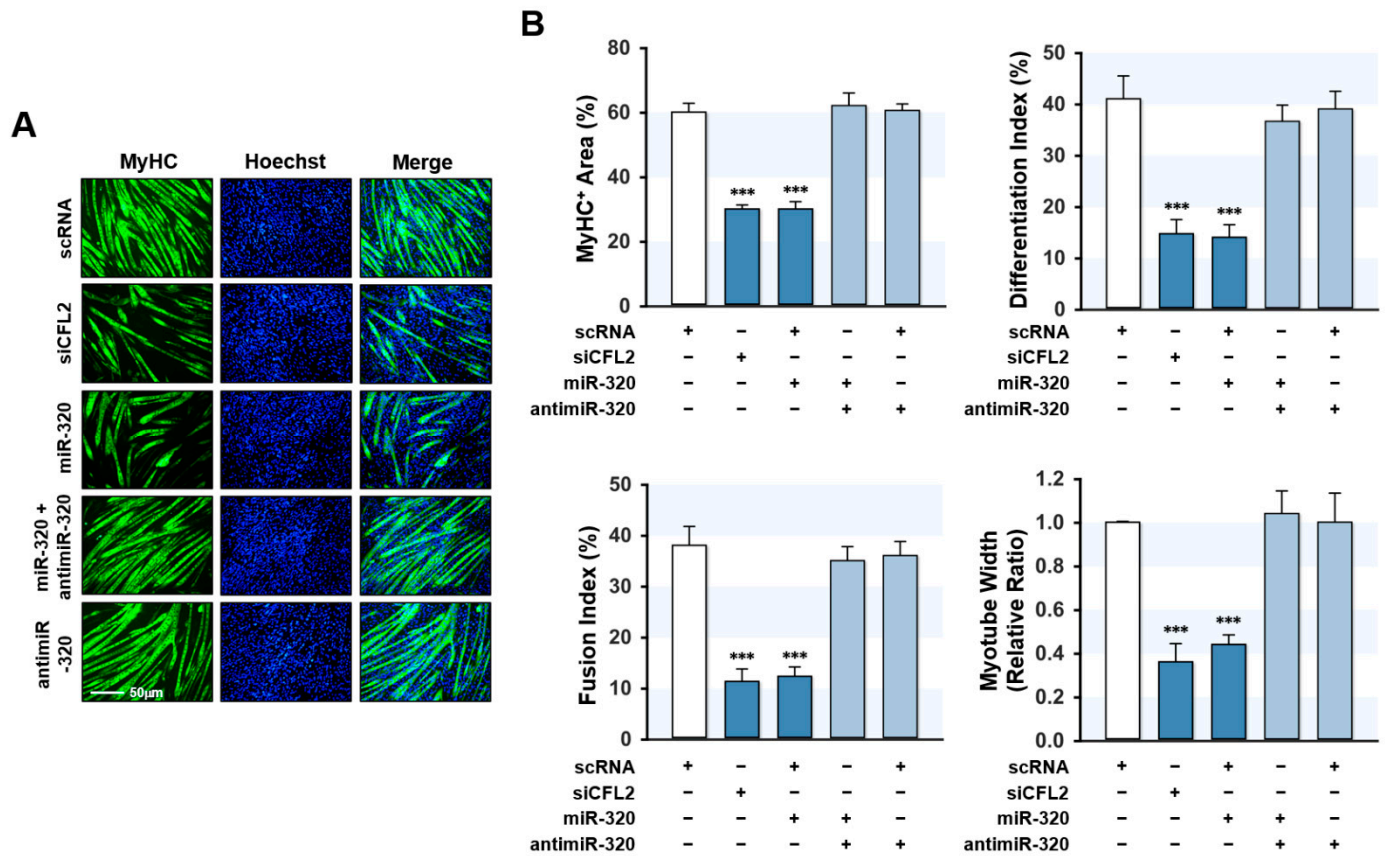 A
MyHC Hoechst Merge
scRNA
siCFL2
miR-320
miR-320 +
antimiR-320
antimiR
-320
50μm
B
MyHC⁺ Area (%)
80
60
40
20
0
*** ***
scRNA + − + − +
siCFL2 − + − − −
miR-320 − − + + −
antimiR-320 − − − + +
Differentiation Index (%)
50
40
30
20
10
0
*** ***
scRNA + − + − +
siCFL2 − + − − −
miR-320 − − + + −
antimiR-320 − − − + +
Fusion Index (%)
50
40
30
20
10
0
*** ***
scRNA + − + − +
siCFL2 − + − − −
miR-320 − − + + −
antimiR-320 − − − + +
Myotube Width
(Relative Ratio)
1.2
1.0
0.8
0.6
0.4
0.2
0.0
*** ***
scRNA + − + − +
siCFL2 − + − − −
miR-320 − − + + −
antimiR-320 − − − + +